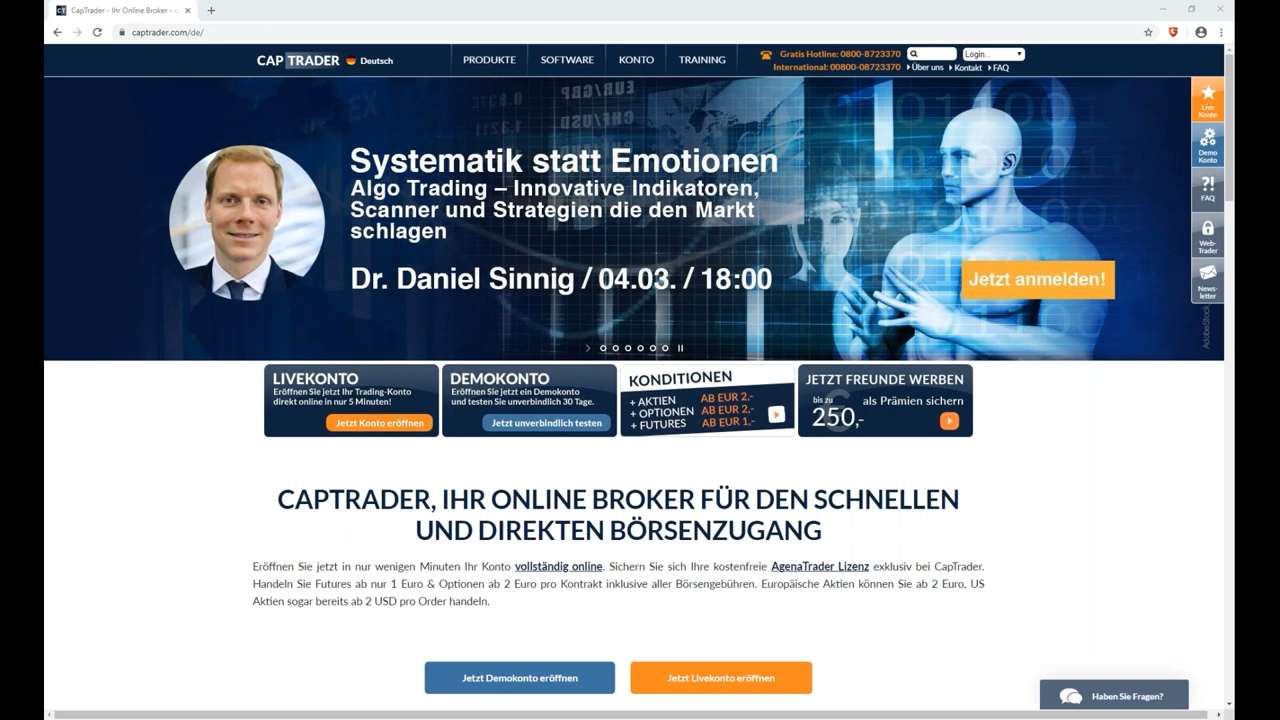 CapTrader - Ihr Online Broker - c
captrader.com/de/
CAP TRADER Deutsch
PRODUKTE SOFTWARE KONTO TRAINING
Gratis Hotline: 0800-8723370
International: 00800-08723370
Login...
Über uns Kontakt FAQ
EUR/GBP
CHF/USD
Systematik statt Emotionen
Algo Trading – Innovative Indikatoren,
Scanner und Strategien die den Markt
schlagen
Dr. Daniel Sinnig / 04.03. / 18:00
Jetzt anmelden!
Live
Konto
Demo
Konto
?!
FAQ
Web-
Trader
News-
letter
AdobeStock
LIVEKONTO
Eröffnen Sie jetzt Ihr Trading-Konto
direkt online in nur 5 Minuten!
Jetzt Konto eröffnen
DEMOKONTO
Eröffnen Sie jetzt ein Demokonto
und testen Sie unverbindlich 30 Tage.
Jetzt unverbindlich testen
KONDITIONEN
+ AKTIEN AB EUR 2,-
+ OPTIONEN AB EUR 2,-
+ FUTURES AB EUR 1,-
JETZT FREUNDE WERBEN
bis zu als Prämien sichern
250,-
CAPTRADER, IHR ONLINE BROKER FÜR DEN SCHNELLEN
UND DIREKTEN BÖRSENZUGANG
Eröffnen Sie jetzt in nur wenigen Minuten Ihr Konto vollständig online. Sichern Sie sich Ihre kostenfreie AgenaTrader Lizenz exklusiv bei CapTrader.
Handeln Sie Futures ab nur 1 Euro & Optionen ab 2 Euro pro Kontrakt inklusive aller Börsengebühren. Europäische Aktien können Sie ab 2 Euro, US
Aktien sogar bereits ab 2 USD pro Order handeln.
Jetzt Demokonto eröffnen
Jetzt Livekonto eröffnen
Haben Sie Fragen?